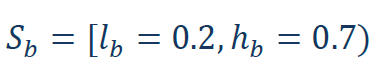 S_b = [l_b = 0.2, h_b = 0.7)